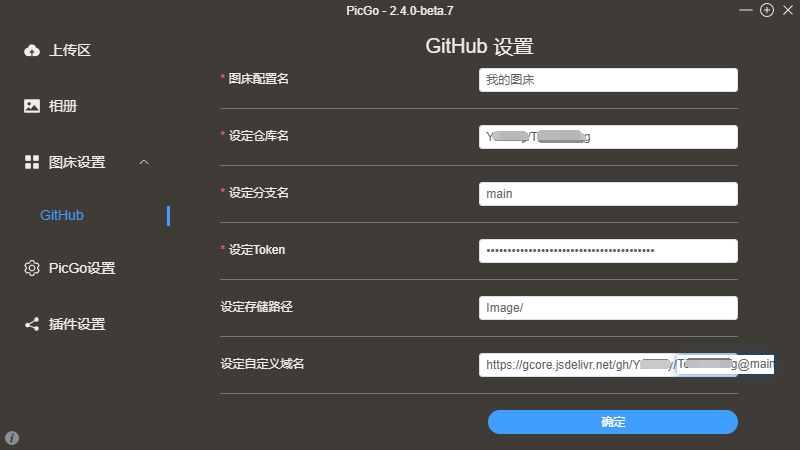 PicGo - 2.4.0-beta.7
上传区
相册
图床设置
GitHub
PicGo设置
插件设置
GitHub 设置
* 图床配置名
我的图床
* 设定仓库名
* 设定分支名
main
* 设定Token
设定存储路径
Image/
设定自定义域名
https://gcore.jsdelivr.net/gh/ @main
确定